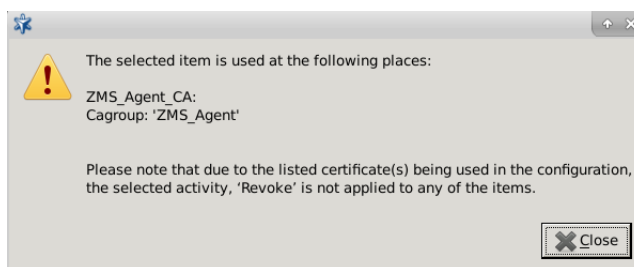 The selected item is used at the following places:
ZMS_Agent_CA:
Cagroup: 'ZMS_Agent'
Please note that due to the listed certificate(s) being used in the configuration,
the selected activity, ‘Revoke’ is not applied to any of the items.
Close